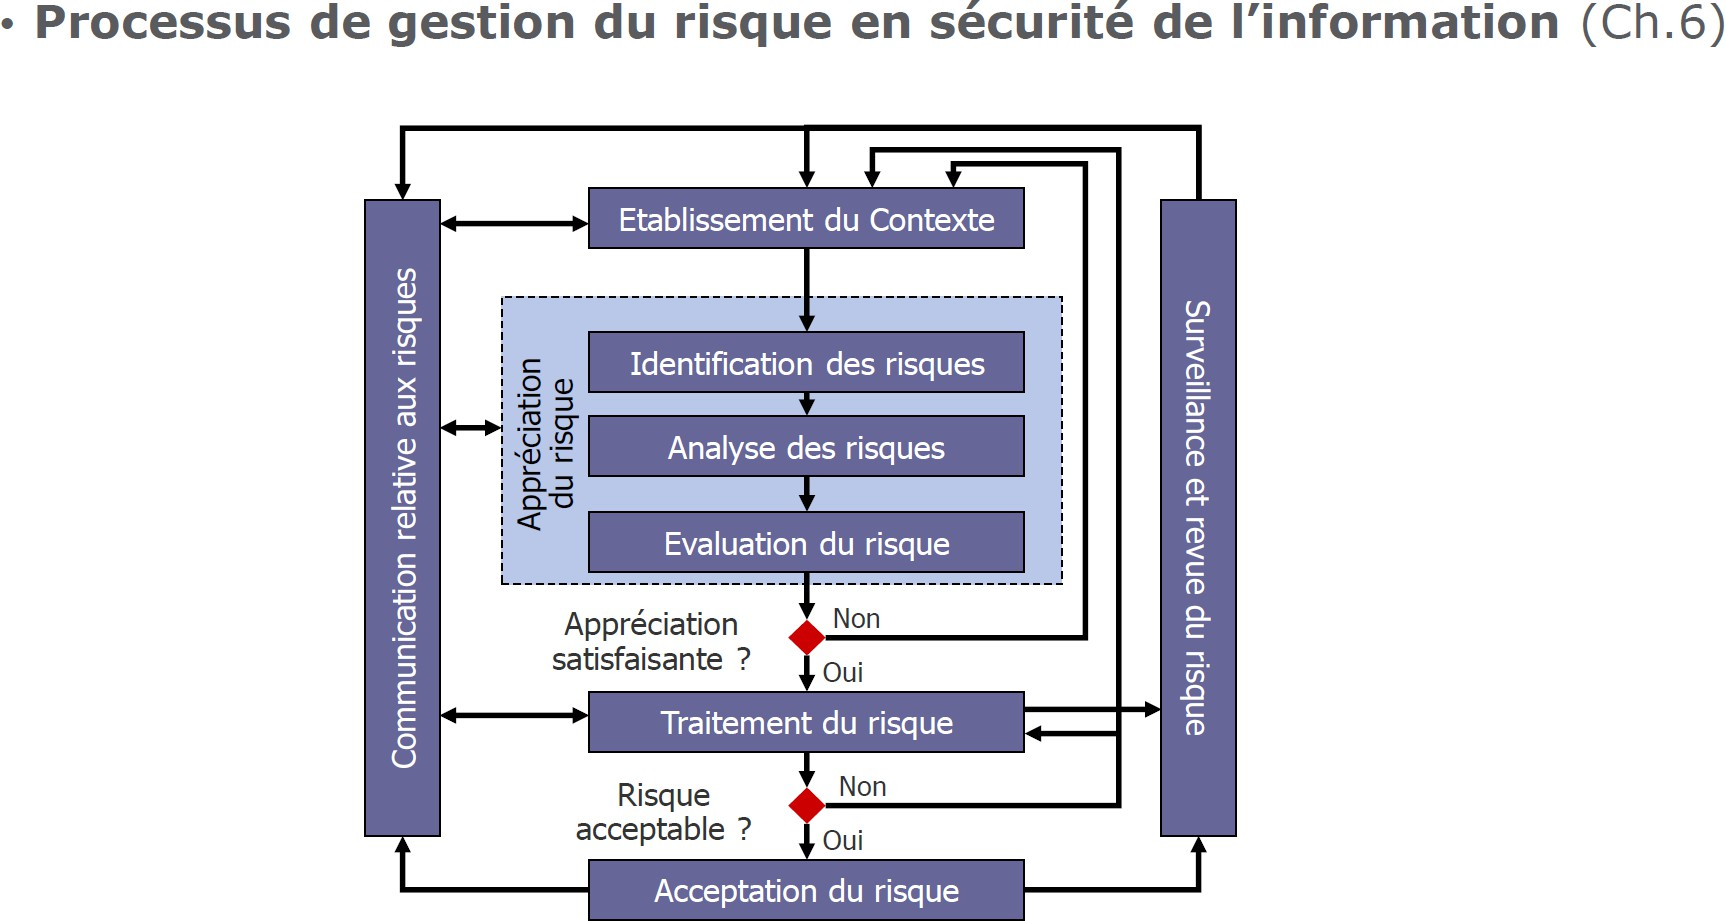 • Processus de gestion du risque en sécurité de l’information (Ch.6)
Etablissement du Contexte
Communication relative aux risques
Appréciation
du risque
Identification des risques
Analyse des risques
Evaluation du risque
Surveillance et revue du risque
Appréciation
satisfaisante ?
Non
Oui
Traitement du risque
Risque
acceptable ?
Non
Oui
Acceptation du risque